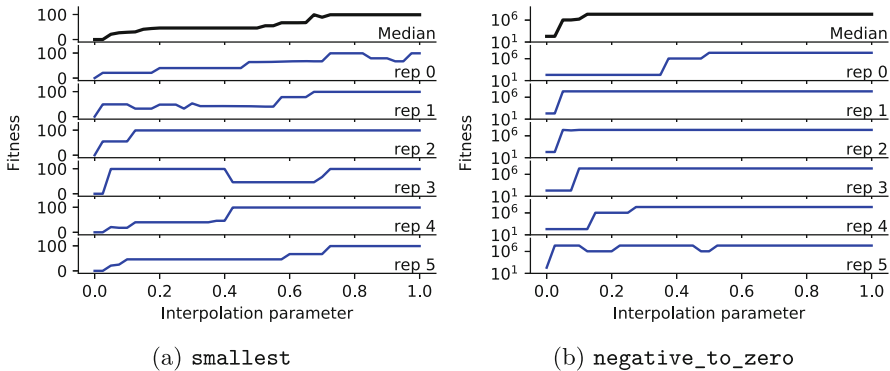 Fitness
100
0
Median
100
0
rep 0
100
0
rep 1
100
0
rep 2
100
0
rep 3
100
0
rep 4
100
0
rep 5
0.0 0.2 0.4 0.6 0.8 1.0
Interpolation parameter
(a) smallest
Fitness
10^6
10^1
Median
10^6
10^1
rep 0
10^6
10^1
rep 1
10^6
10^1
rep 2
10^6
10^1
rep 3
10^6
10^1
rep 4
10^6
10^1
rep 5
0.0 0.2 0.4 0.6 0.8 1.0
Interpolation parameter
(b) negative_to_zero